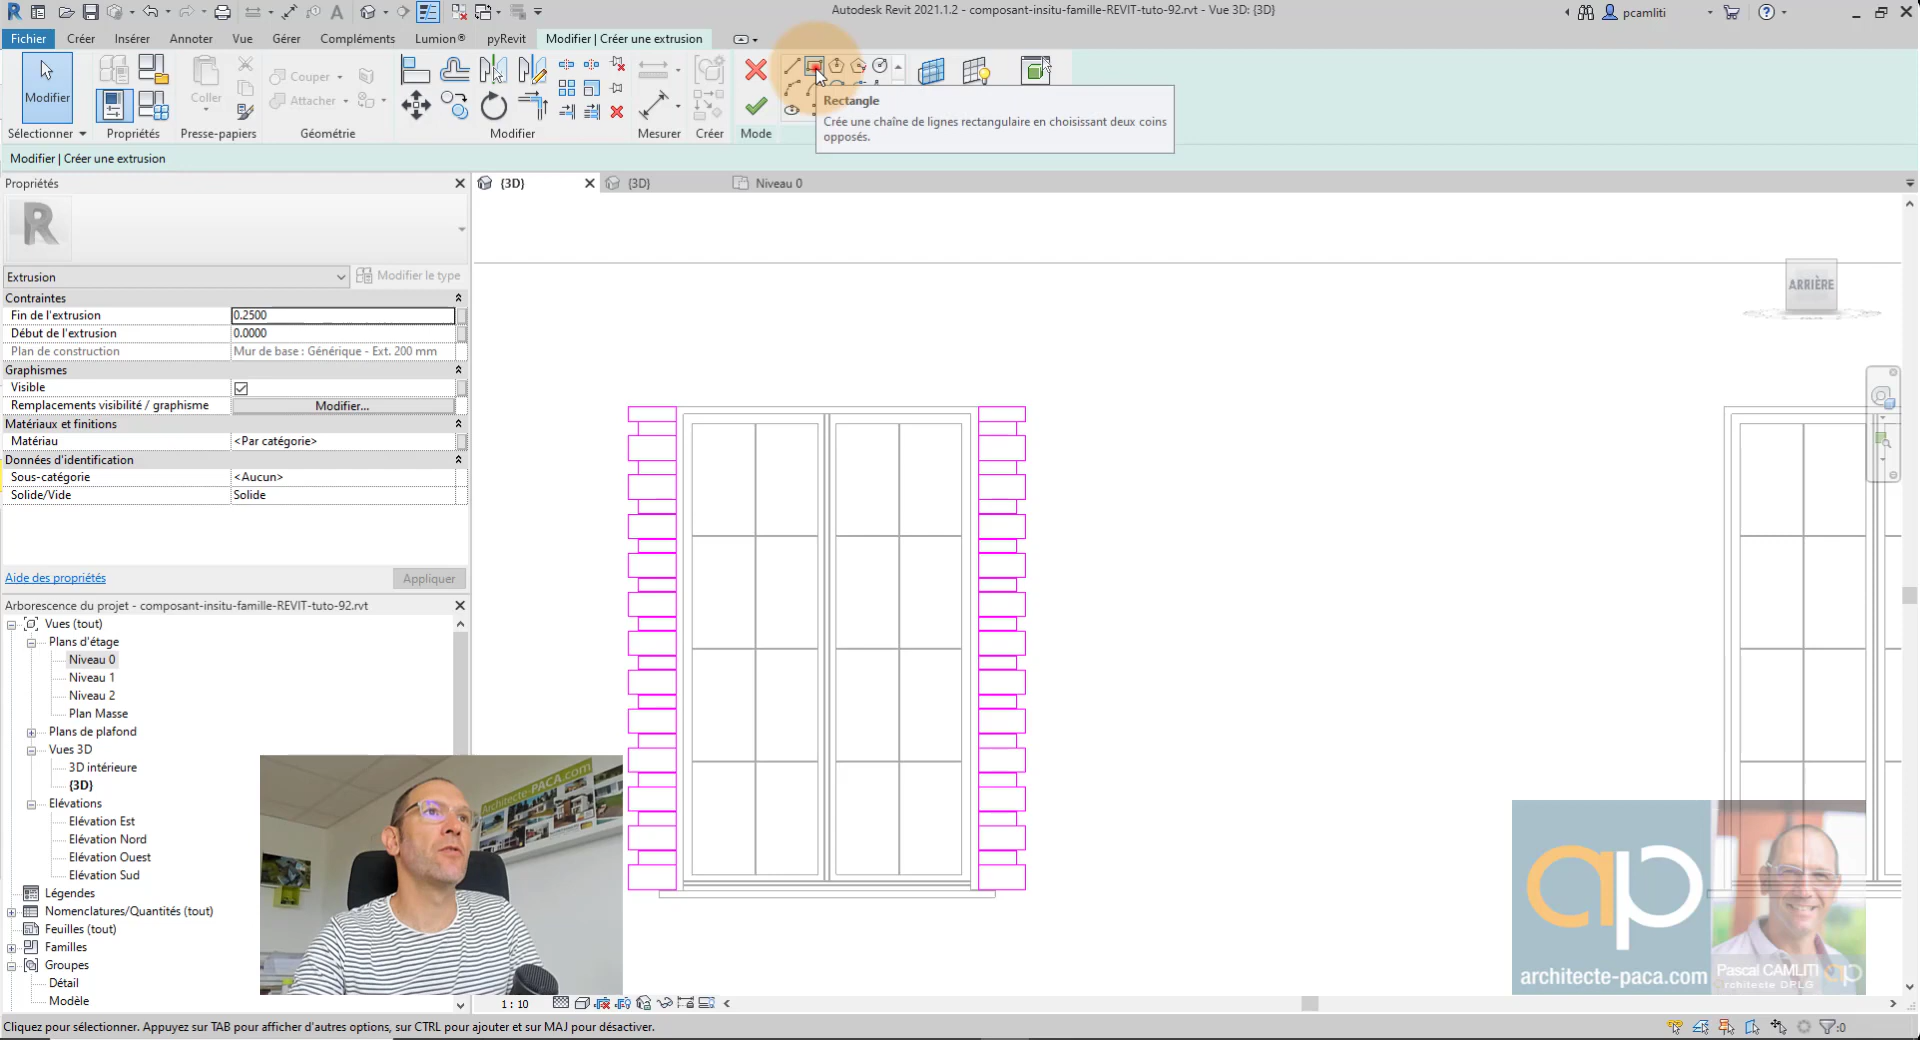 Autodesk Revit 2021.1.2 - composant-insitu-famille-REVIT-tuto-92.rvt - Vue 3D: {3D}
pcamliti
Fichier Créer Insérer Annoter Vue Gérer Compléments Lumion® pyRevit Modifier | Créer une extrusion
Modifier
Coller
Couper
Attacher
Sélectionner Propriétés Presse-papiers Géométrie Modifier Mesurer Créer Mode
Rectangle
Crée une chaîne de lignes rectangulaire en choisissant deux coins
opposés.
Modifier | Créer une extrusion
Propriétés
{3D}
{3D}
Niveau 0
Extrusion
Modifier le type
Contraintes
Fin de l'extrusion 0.2500
Début de l'extrusion 0.0000
Plan de construction Mur de base : Générique - Ext. 200 mm
Graphismes
Visible
Remplacements visibilité / graphisme Modifier...
Matériaux et finitions
Matériau <Par catégorie>
Données d'identification
Sous-catégorie <Aucun>
Solide/Vide Solide
Aide des propriétés Appliquer
Arborescence du projet - composant-insitu-famille-REVIT-tuto-92.rvt
Vues (tout)
Plans d'étage
Niveau 0
Niveau 1
Niveau 2
Plan Masse
Plans de plafond
Vues 3D
3D intérieure
{3D}
Elévations
Elévation Est
Elévation Nord
Elévation Ouest
Elévation Sud
Légendes
Nomenclatures/Quantités (tout)
Feuilles (tout)
Familles
Groupes
Détail
Modèle
ARRIÈRE
Architecte-PACA.com
ap
architecte-paca.com
Pascal CAMLITI
architecte DPLG
ap
1 : 10
Cliquez pour sélectionner. Appuyez sur TAB pour afficher d'autres options, sur CTRL pour ajouter et sur MAJ pour désactiver.
:0